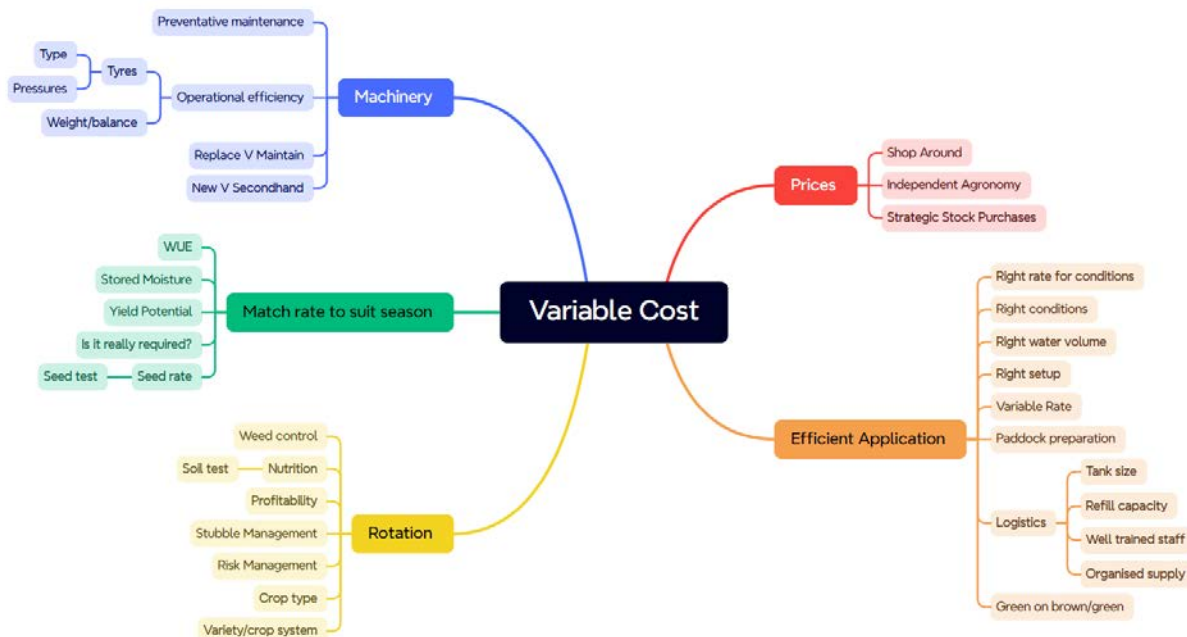 Variable Cost
Machinery
Preventative maintenance
Operational efficiency
Tyres
Type
Pressures
Weight/balance
Replace V Maintain
New V Secondhand
Match rate to suit season
WUE
Stored Moisture
Yield Potential
Is it really required?
Seed rate
Seed test
Rotation
Weed control
Nutrition
Soil test
Profitability
Stubble Management
Risk Management
Crop type
Variety/crop system
Prices
Shop Around
Independent Agronomy
Strategic Stock Purchases
Efficient Application
Right rate for conditions
Right conditions
Right water volume
Right setup
Variable Rate
Paddock preparation
Logistics
Tank size
Refill capacity
Well trained staff
Organised supply
Green on brown/green